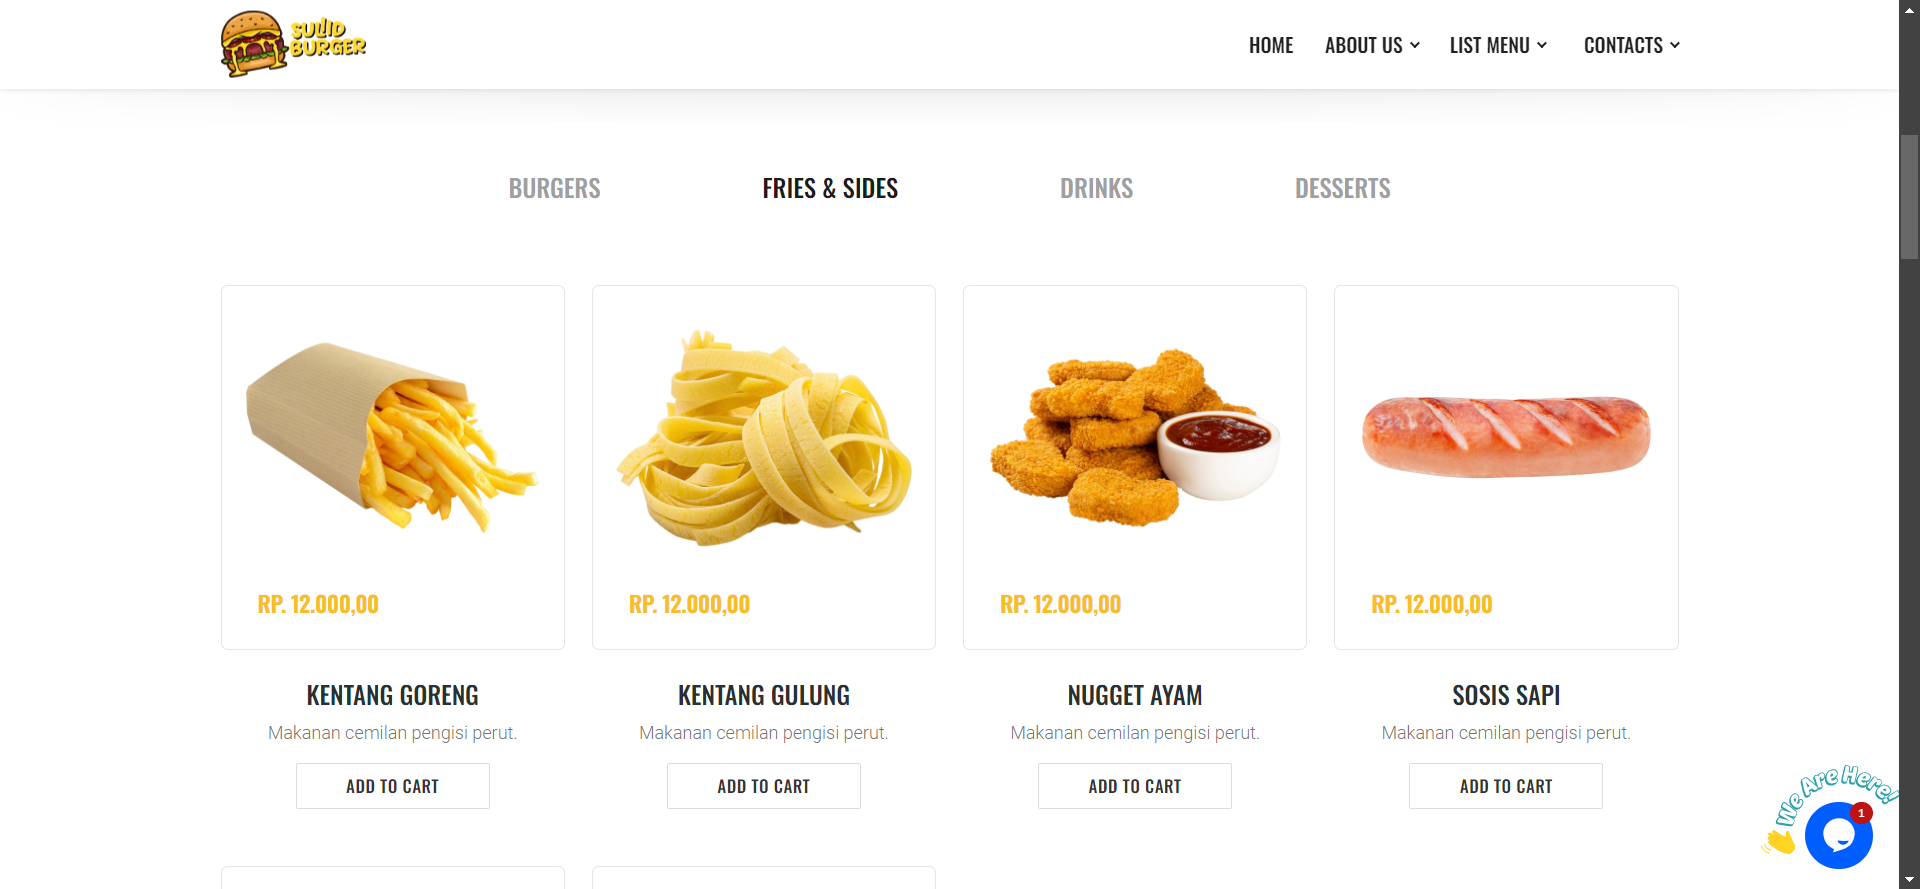 SULID
BURGER
HOME ABOUT US LIST MENU CONTACTS
BURGERS FRIES & SIDES DRINKS DESSERTS
RP. 12.000,00 RP. 12.000,00 RP. 12.000,00 RP. 12.000,00
KENTANG GORENG KENTANG GULUNG NUGGET AYAM SOSIS SAPI
Makanan cemilan pengisi perut. Makanan cemilan pengisi perut. Makanan cemilan pengisi perut. Makanan cemilan pengisi perut.
ADD TO CART ADD TO CART ADD TO CART ADD TO CART
We Are Here!
1